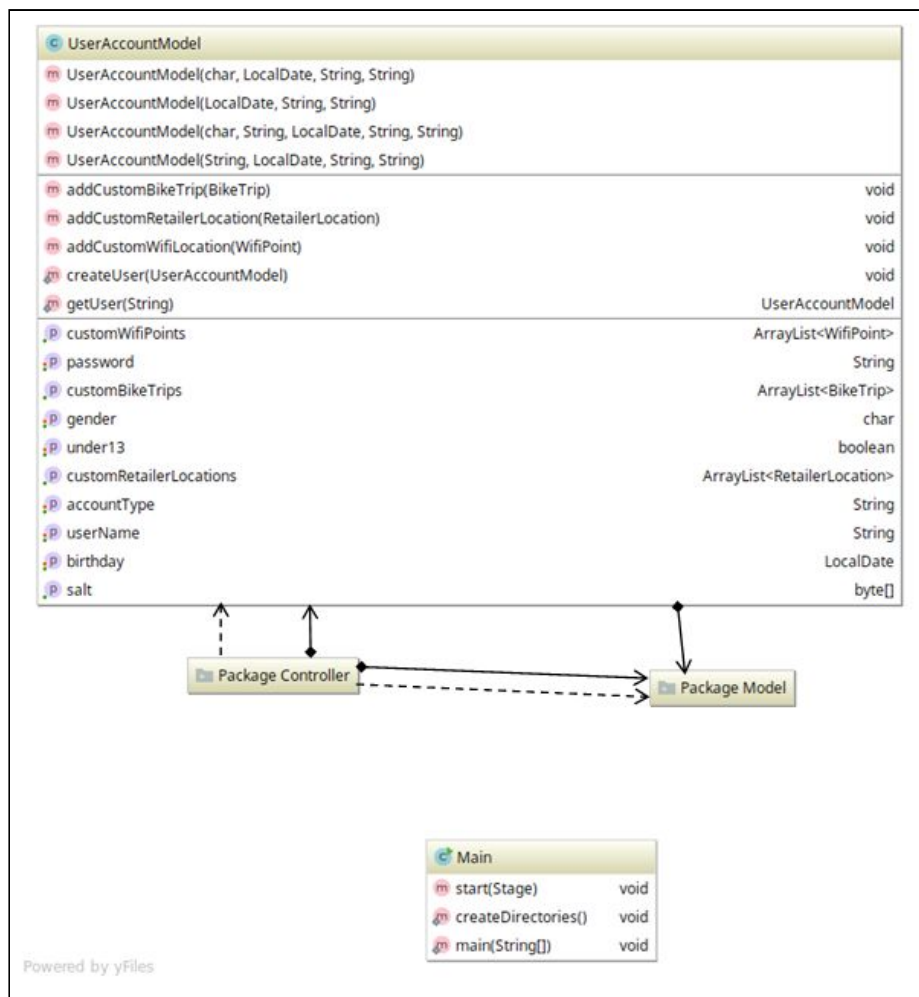 UserAccountModel
UserAccountModel(char, LocalDate, String, String)
UserAccountModel(LocalDate, String, String)
UserAccountModel(char, String, LocalDate, String, String)
UserAccountModel(String, LocalDate, String, String)
addCustomBikeTrip(BikeTrip) void
addCustomRetailerLocation(RetailerLocation) void
addCustomWifiLocation(WifiPoint) void
createUser(UserAccountModel) void
getUser(String) UserAccountModel
customWifiPoints ArrayList<WifiPoint>
password String
customBikeTrips ArrayList<BikeTrip>
gender char
under13 boolean
customRetailerLocations ArrayList<RetailerLocation>
accountType String
userName String
birthday LocalDate
salt byte[]
Package Controller
Package Model
Main
start(Stage) void
createDirectories() void
main(String[]) void
Powered by yFiles